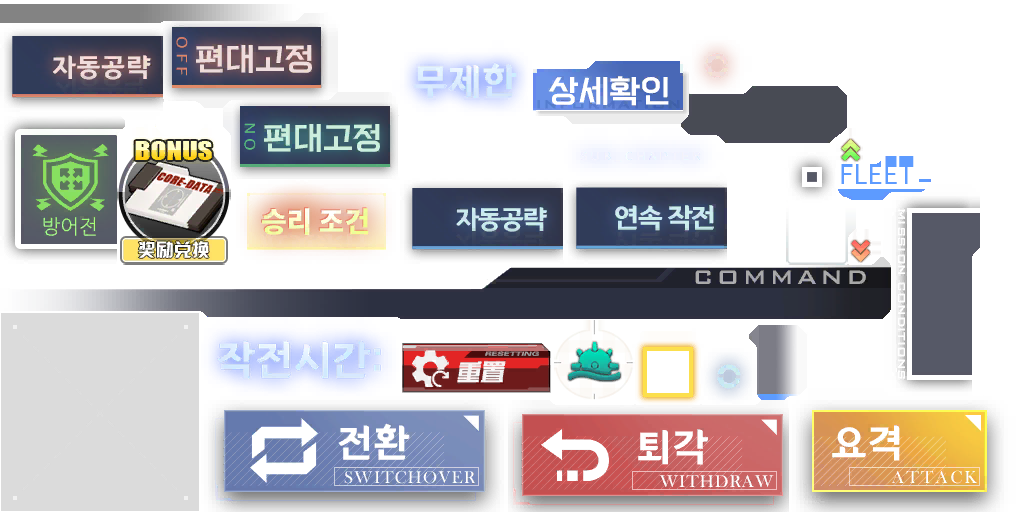 자동공략
OFF
편대고정
무제한
상세확인
INFORMATION
ON
편대고정
BONUS
CORE-DATA
奖励兑换
방어전
승리 조건
자동공략
연속 작전
FLEET
COMMAND
MISSION CONDITIONS
작전시간
RESETTING
重置
전환
SWITCHOVER
퇴각
WITHDRAW
요격
ATTACK